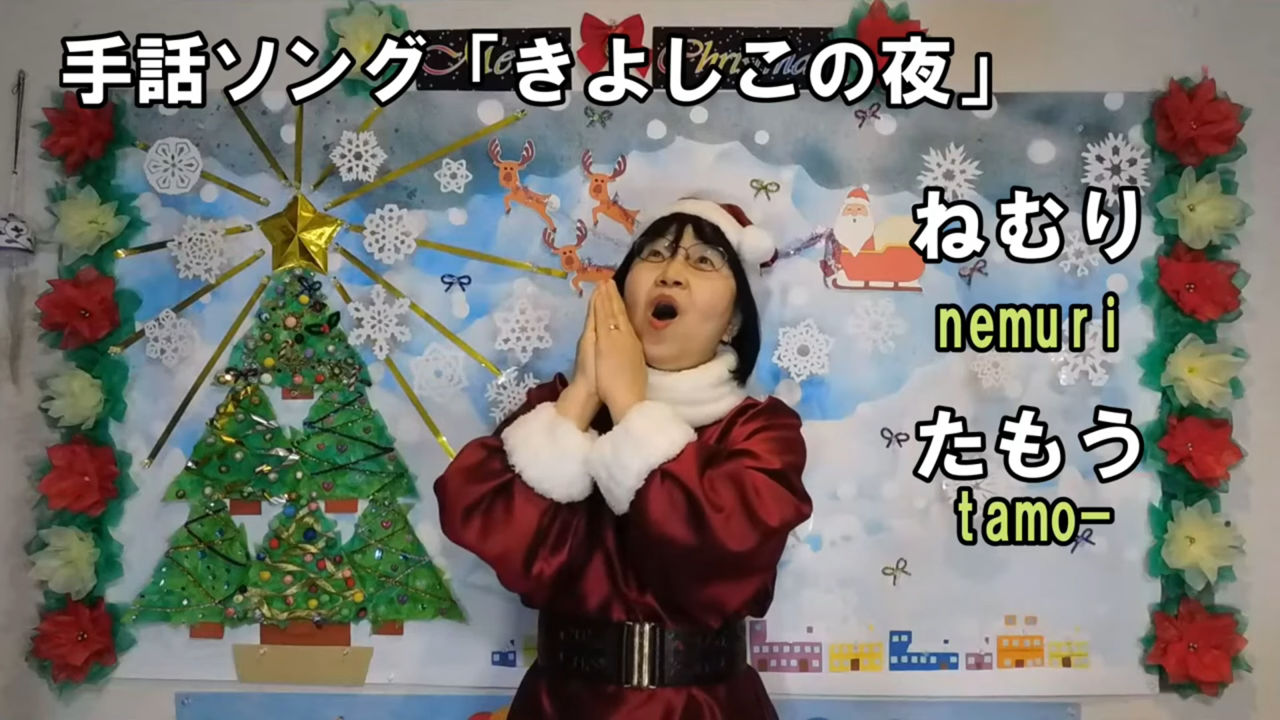 手話ソング「きよしこの夜」
ねむり
nemuri
たもう
tamo-